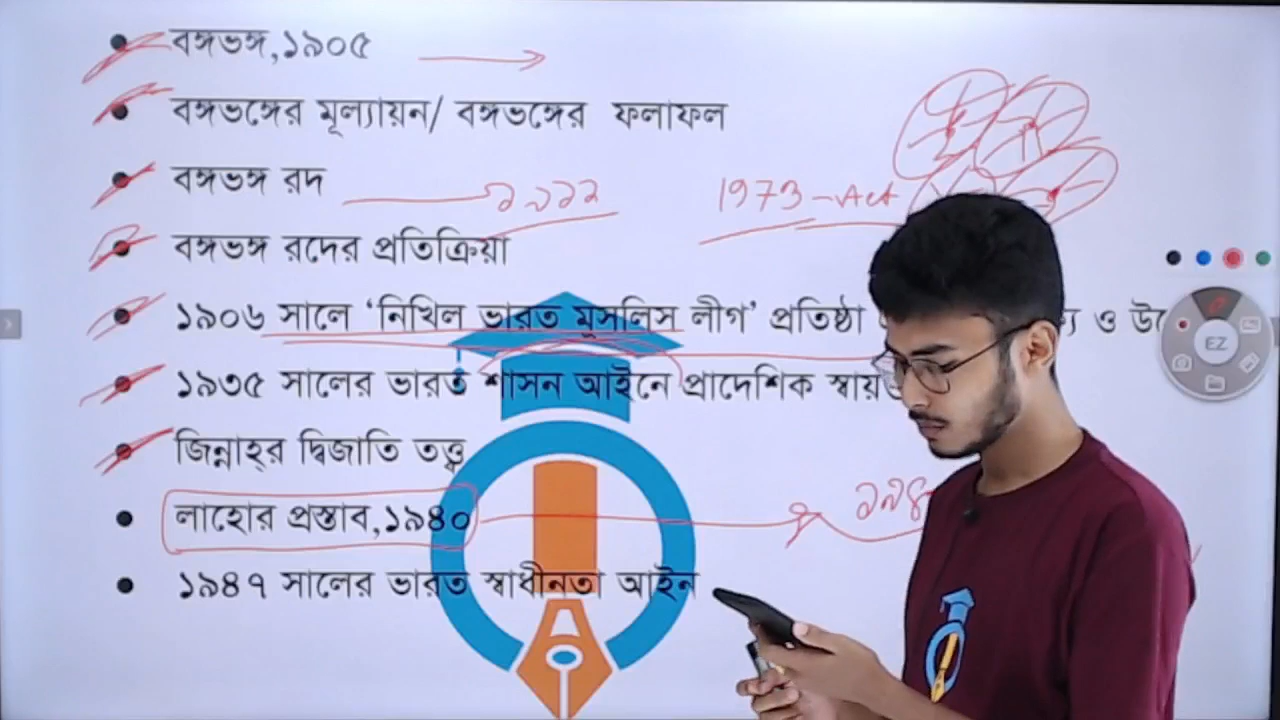 বঙ্গভঙ্গ,১৯০৫
বঙ্গভঙ্গের মূল্যায়ন/ বঙ্গভঙ্গের ফলাফল
বঙ্গভঙ্গ রদ ১৯১১ 1973-Act
বঙ্গভঙ্গ রদের প্রতিক্রিয়া
১৯০৬ সালে ‘নিখিল ভারত মুসলিস লীগ’ প্রতিষ্ঠা ও
১৯৩৫ সালের ভারত শাসন আইনে প্রাদেশিক
জিন্নাহ্‌র দ্বিজাতি তত্ত্ব
লাহোর প্রস্তাব,১৯৪০
১৯৪৭ সালের ভারত স্বাধীনতা আইন
EZ